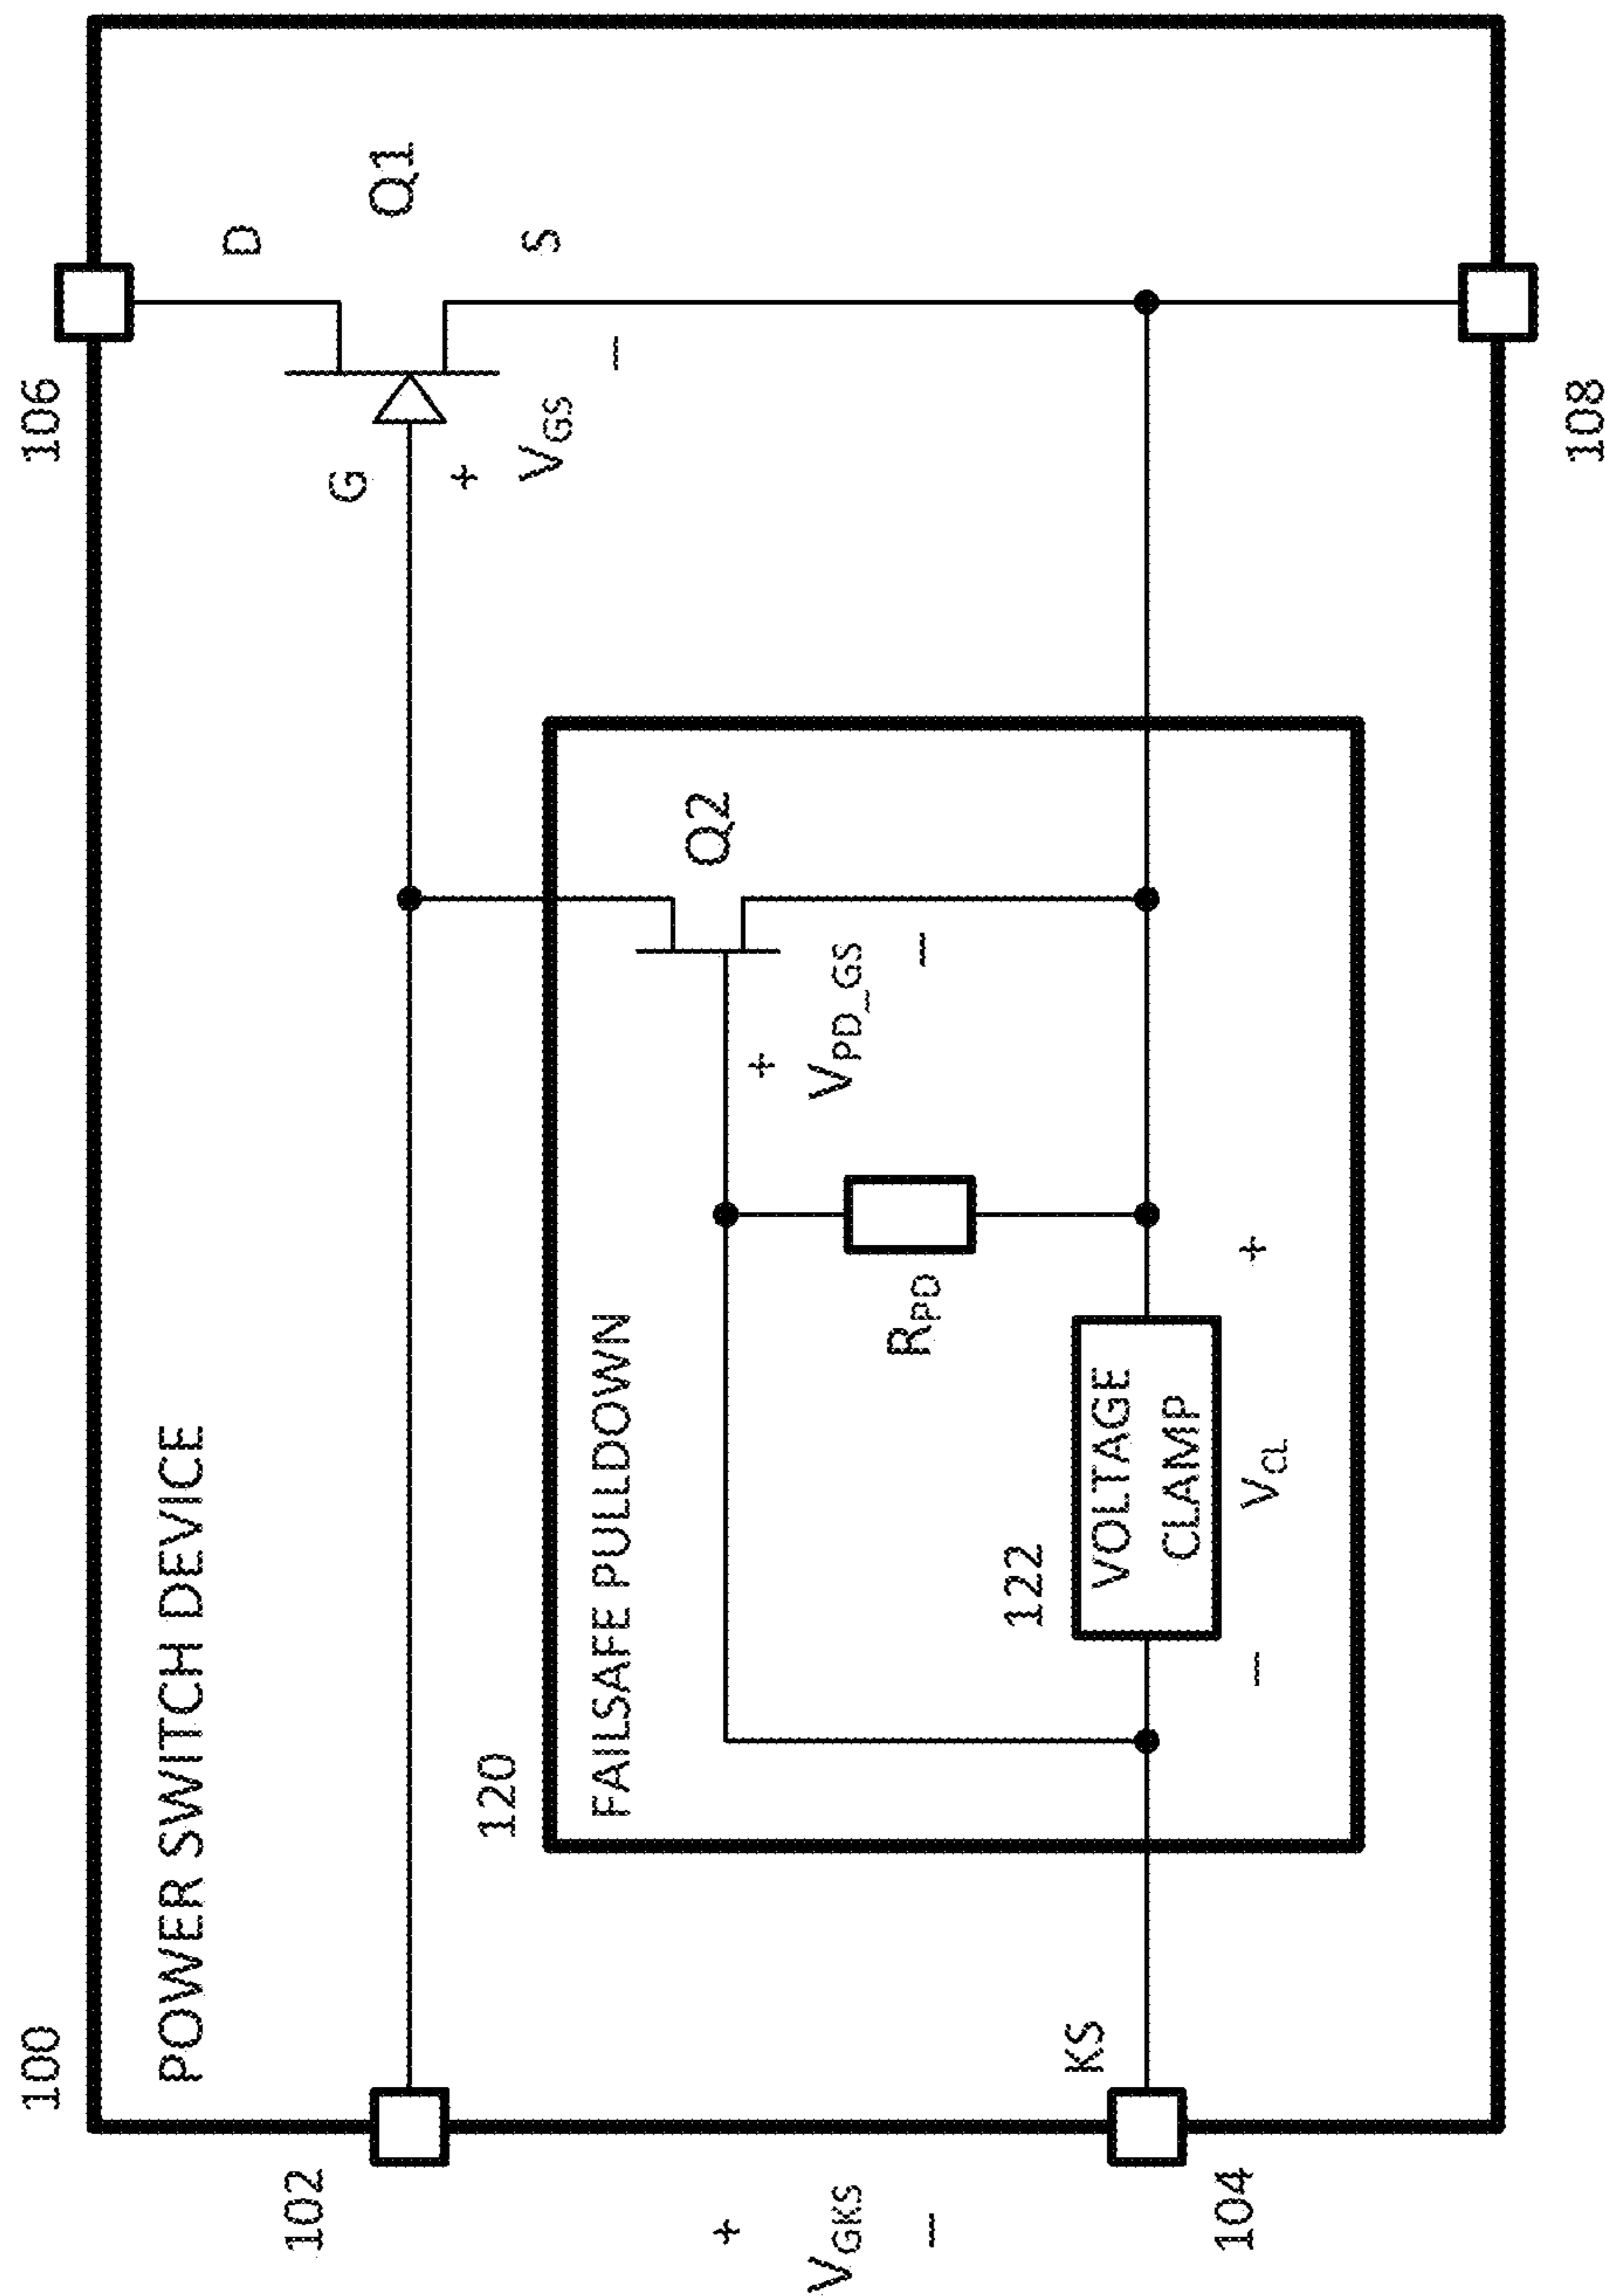 100
POWER SWITCH DEVICE
106
102
G
D
Q1
+
V_GS
S
−
120
FAILSAFE PULLDOWN
Q2
+
V_PD_GS
−
R_PD
+
V_GKS
−
KS
104
122
VOLTAGE
CLAMP
−
V_CL
+
108